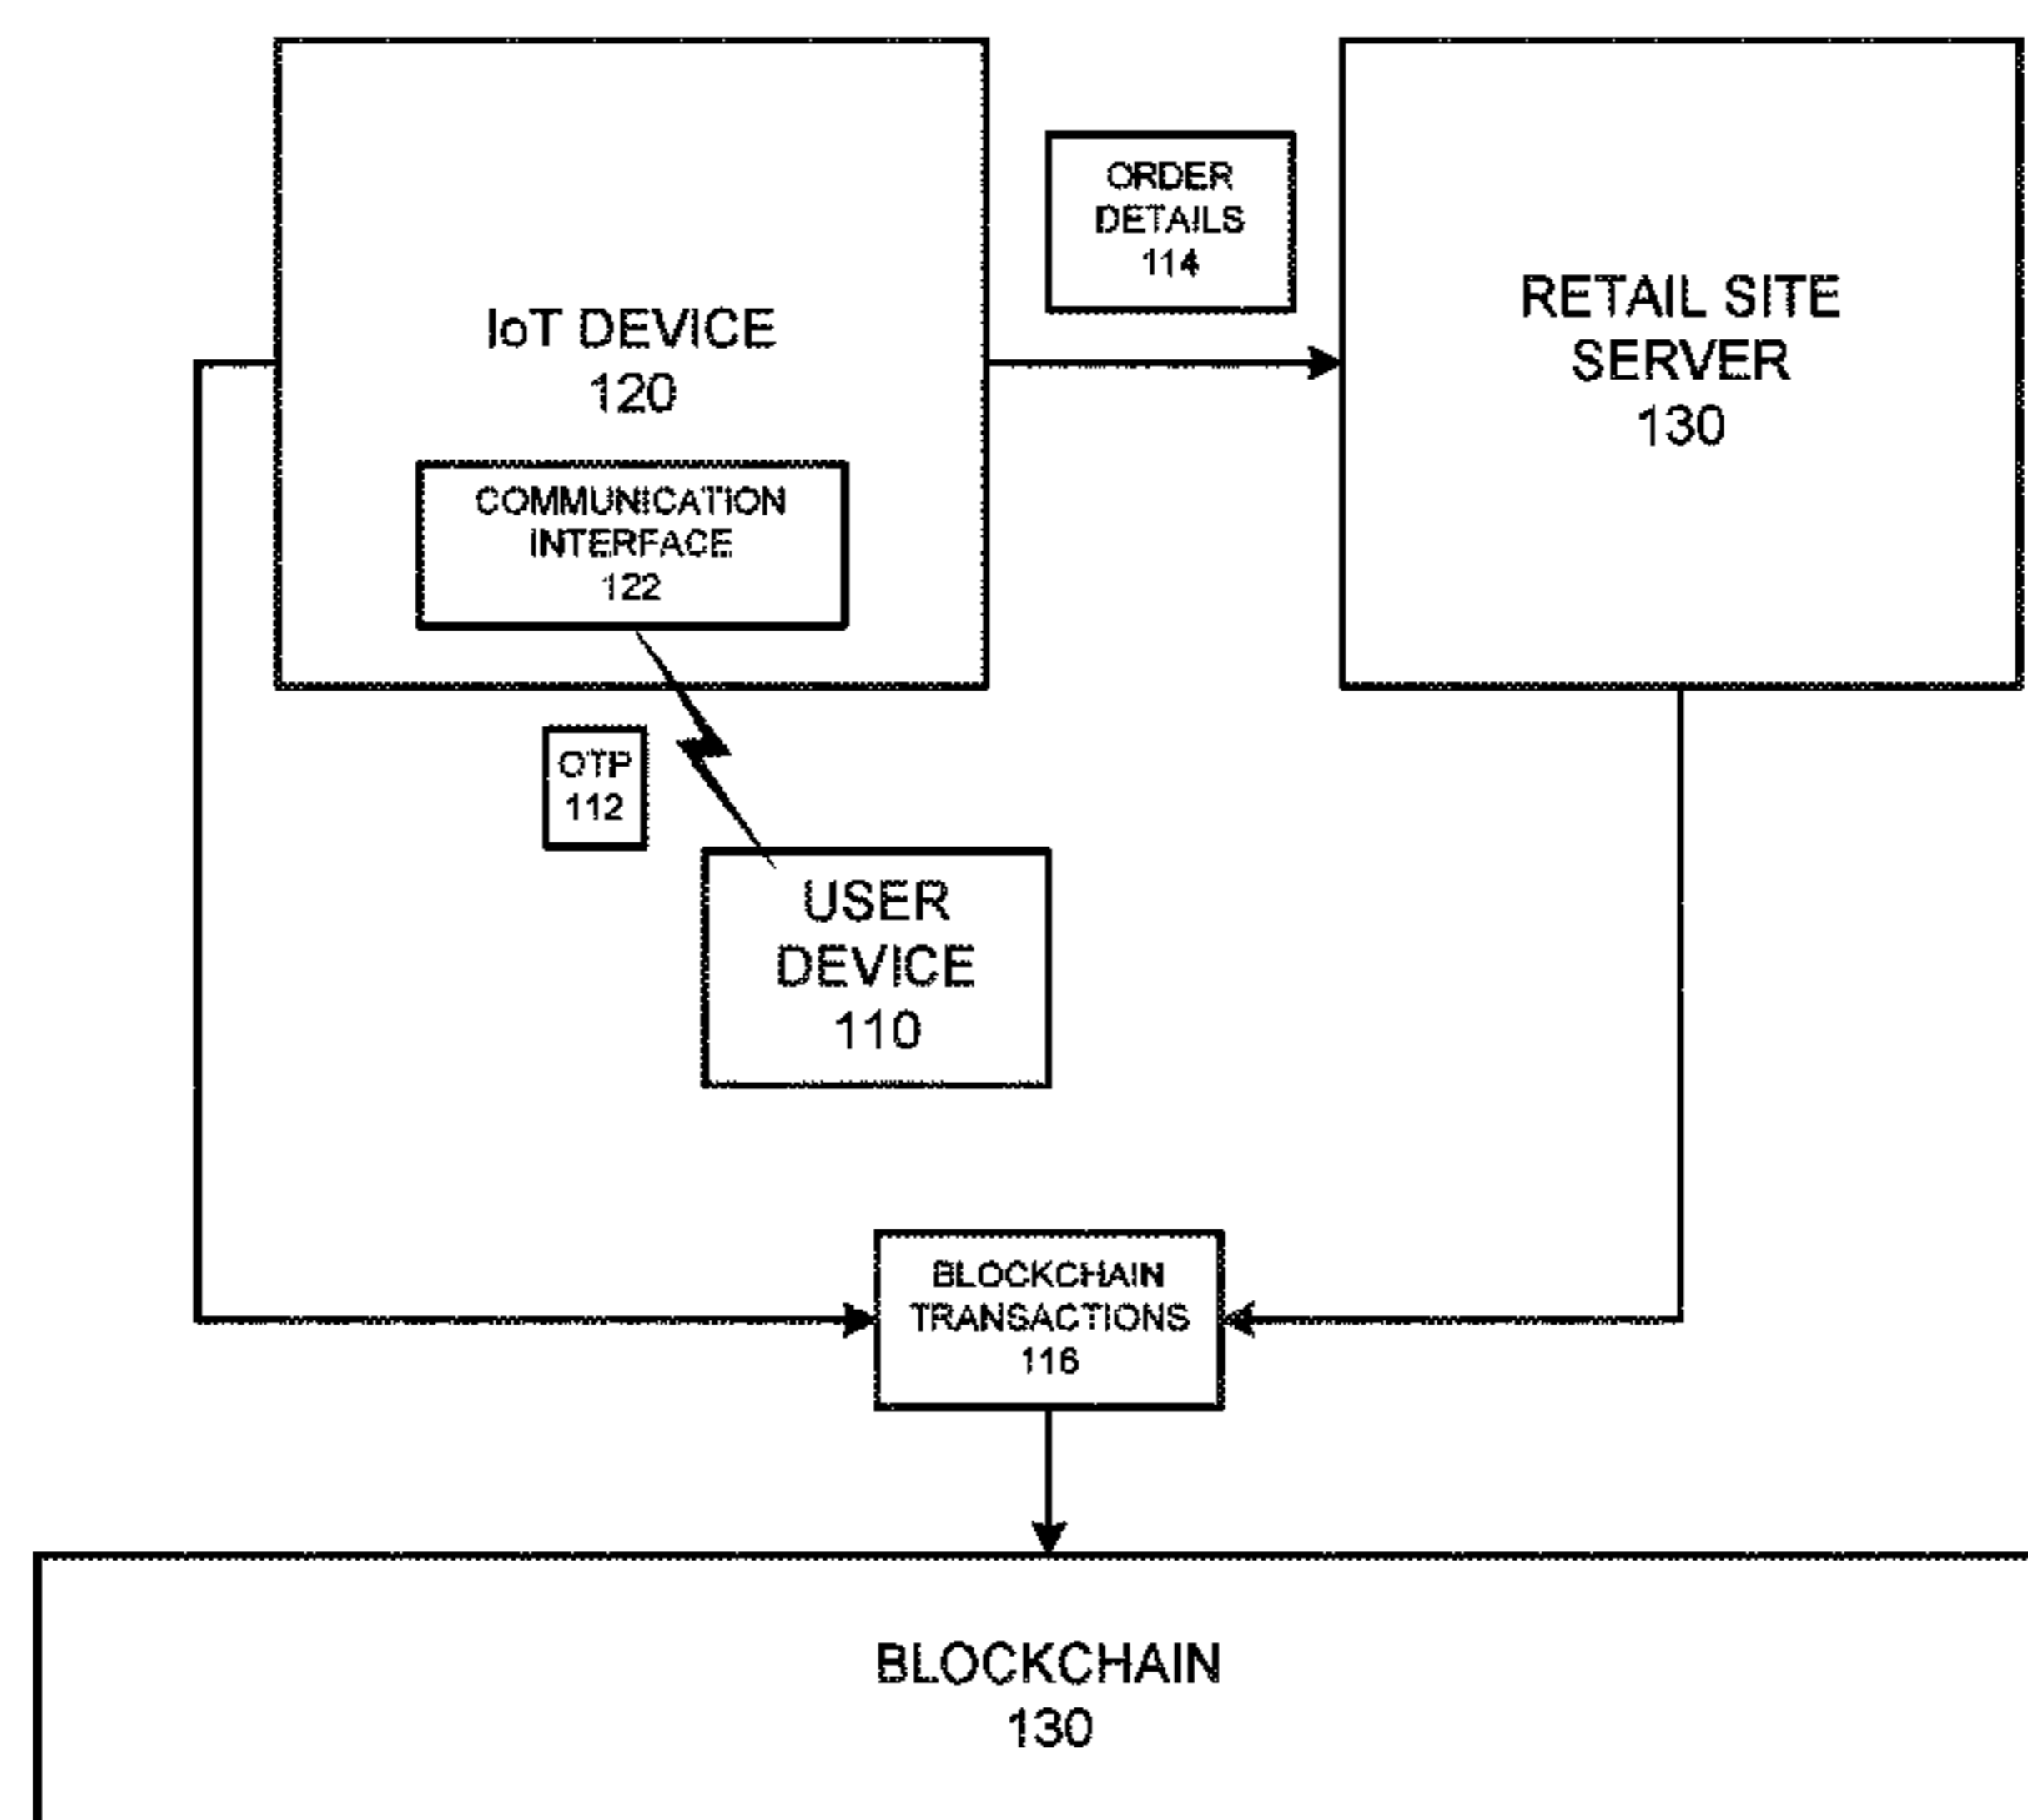 IoT DEVICE
120
COMMUNICATION
INTERFACE
122
ORDER
DETAILS
114
RETAIL SITE
SERVER
130
OTP
112
USER
DEVICE
110
BLOCKCHAIN
TRANSACTIONS
116
BLOCKCHAIN
130